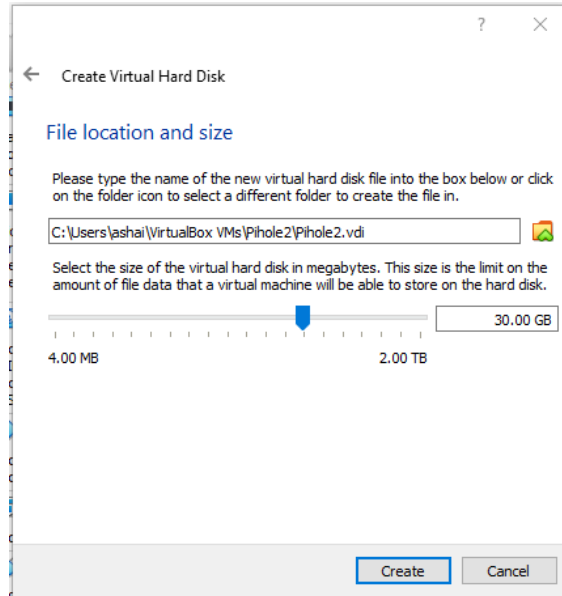 ?
Create Virtual Hard Disk
File location and size
Please type the name of the new virtual hard disk file into the box below or click
on the folder icon to select a different folder to create the file in.
C:\Users\ashai\VirtualBox VMs\Pihole2\Pihole2.vdi
Select the size of the virtual hard disk in megabytes. This size is the limit on the
amount of file data that a virtual machine will be able to store on the hard disk.
30.00 GB
4.00 MB
2.00 TB
Create
Cancel